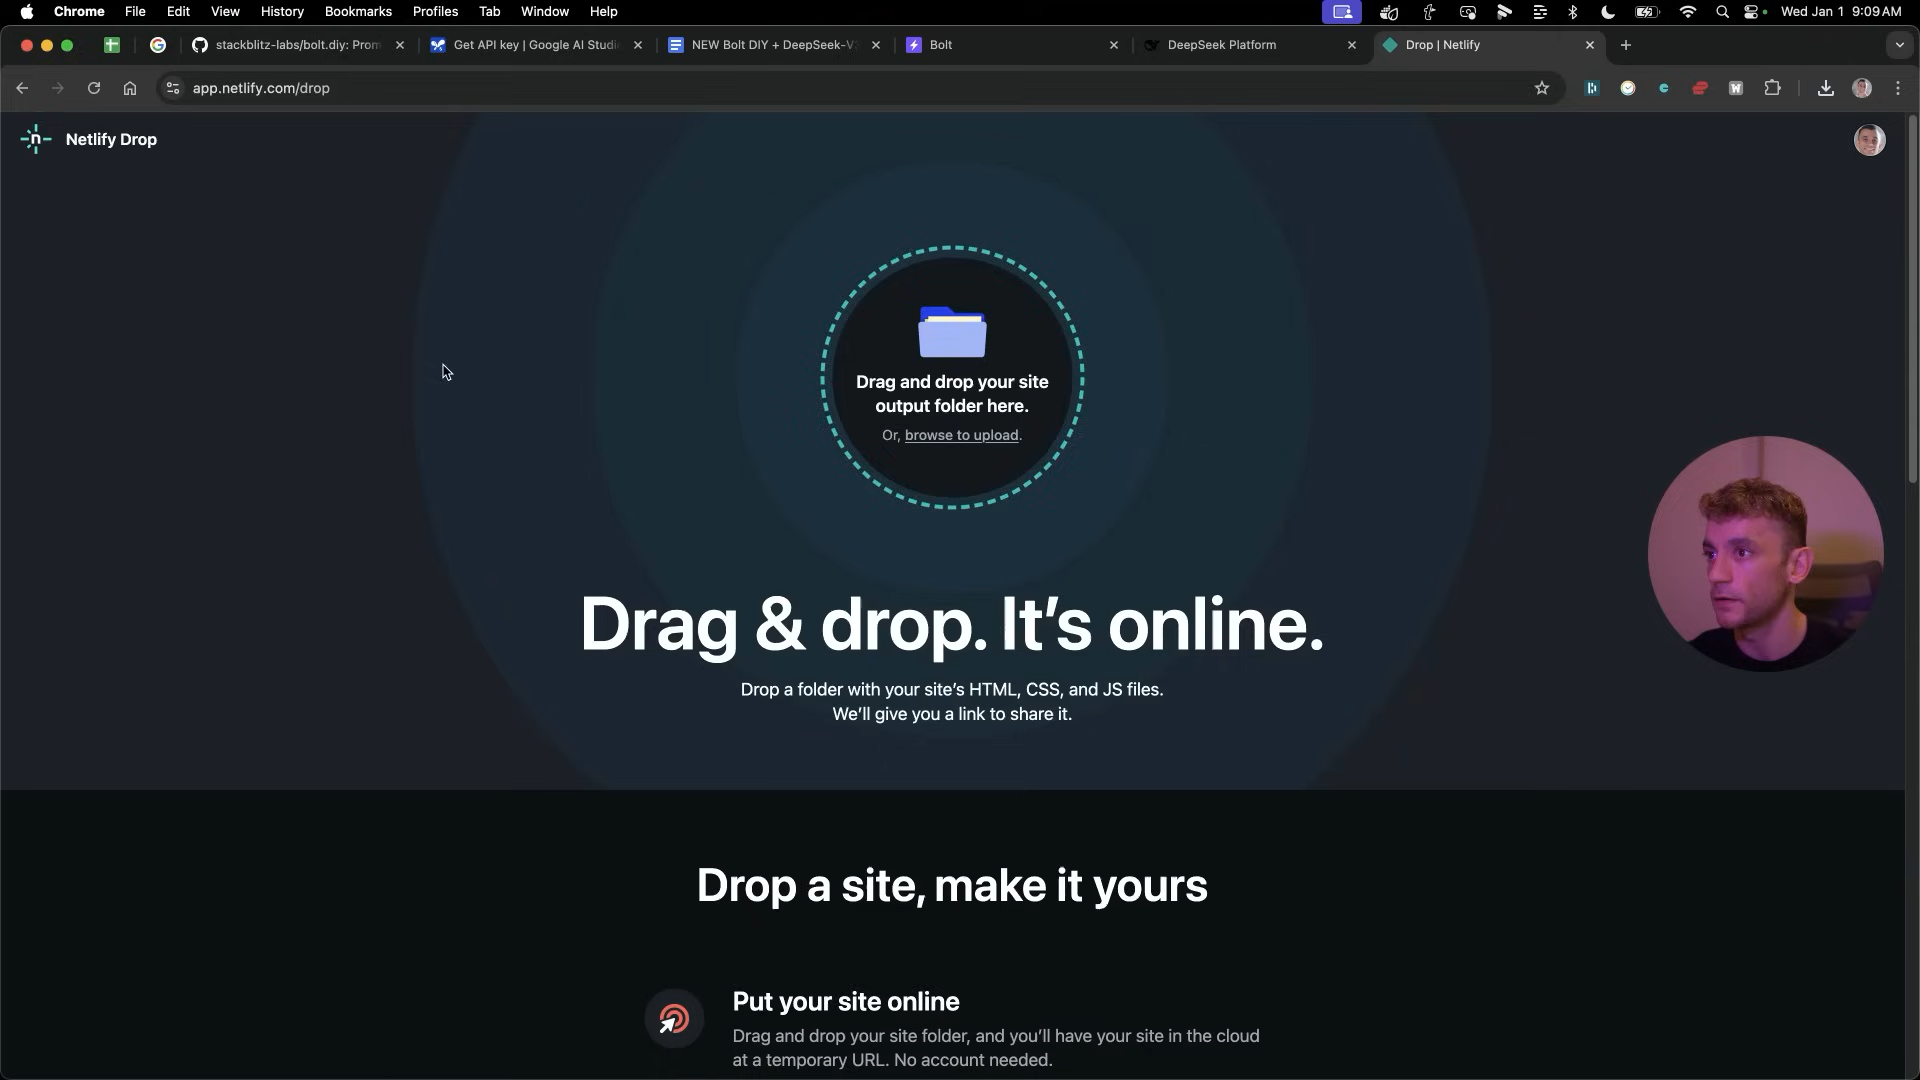 Chrome File Edit View History Bookmarks Profiles Tab Window Help Wed Jan 1 9:09 AM
stackblitz-labs/bolt.diy: Prom Get API key | Google AI Studi NEW Bolt DIY + DeepSeek-V Bolt DeepSeek Platform Drop | Netlify
app.netlify.com/drop
Netlify Drop
Drag and drop your site
output folder here.
Or, browse to upload.
Drag & drop. It’s online.
Drop a folder with your site’s HTML, CSS, and JS files.
We’ll give you a link to share it.
Drop a site, make it yours
Put your site online
Drag and drop your site folder, and you’ll have your site in the cloud
at a temporary URL. No account needed.